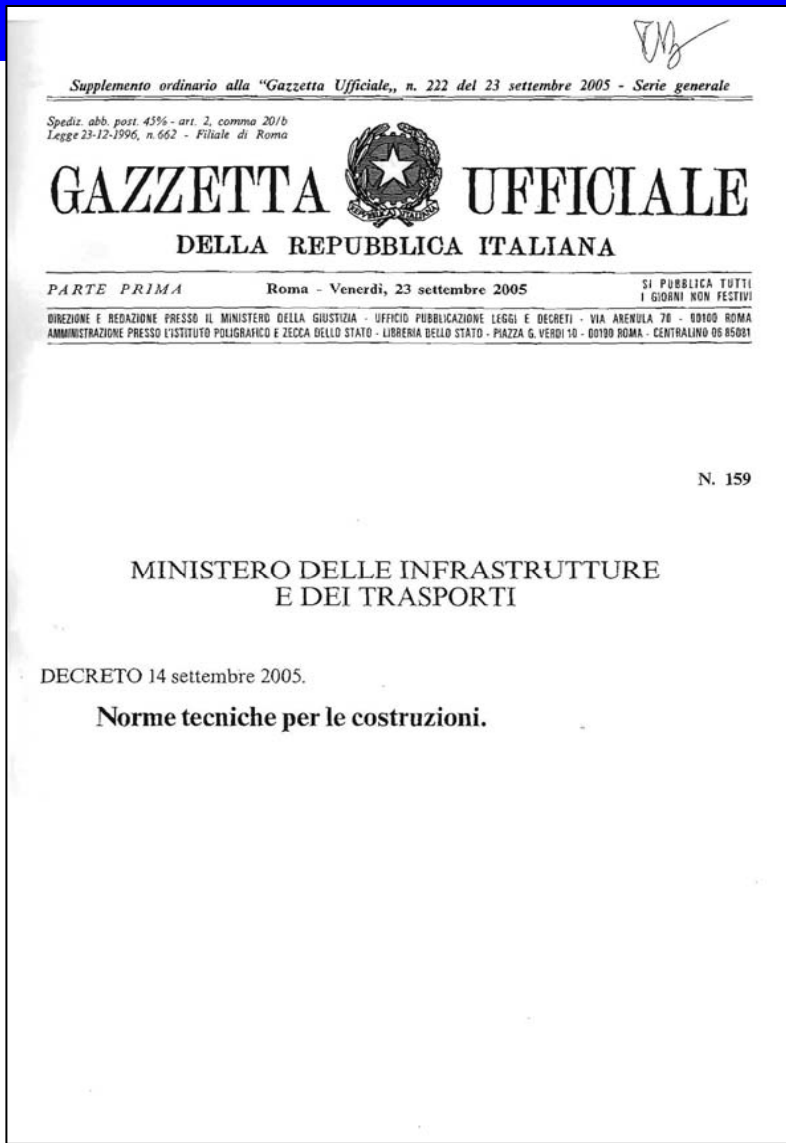 Supplemento ordinario alla "Gazzetta Ufficiale,, n. 222 del 23 settembre 2005 - Serie generale
Spediz. abb. post. 45% - art. 2, comma 20/b
Legge 23-12-1996, n. 662 - Filiale di Roma
GAZZETTA UFFICIALE
REPUBBLICA ITALIANA
DELLA REPUBBLICA ITALIANA
PARTE PRIMA
Roma - Venerdì, 23 settembre 2005
SI PUBBLICA TUTTI
I GIORNI NON FESTIVI
DIREZIONE E REDAZIONE PRESSO IL MINISTERO DELLA GIUSTIZIA - UFFICIO PUBBLICAZIONE LEGGI E DECRETI - VIA ARENULA 70 - 00100 ROMA
AMMINISTRAZIONE PRESSO L'ISTITUTO POLIGRAFICO E ZECCA DELLO STATO - LIBRERIA DELLO STATO - PIAZZA G. VERDI 10 - 00198 ROMA - CENTRALINO 06 85081
N. 159
MINISTERO DELLE INFRASTRUTTURE
E DEI TRASPORTI
DECRETO 14 settembre 2005.
Norme tecniche per le costruzioni.